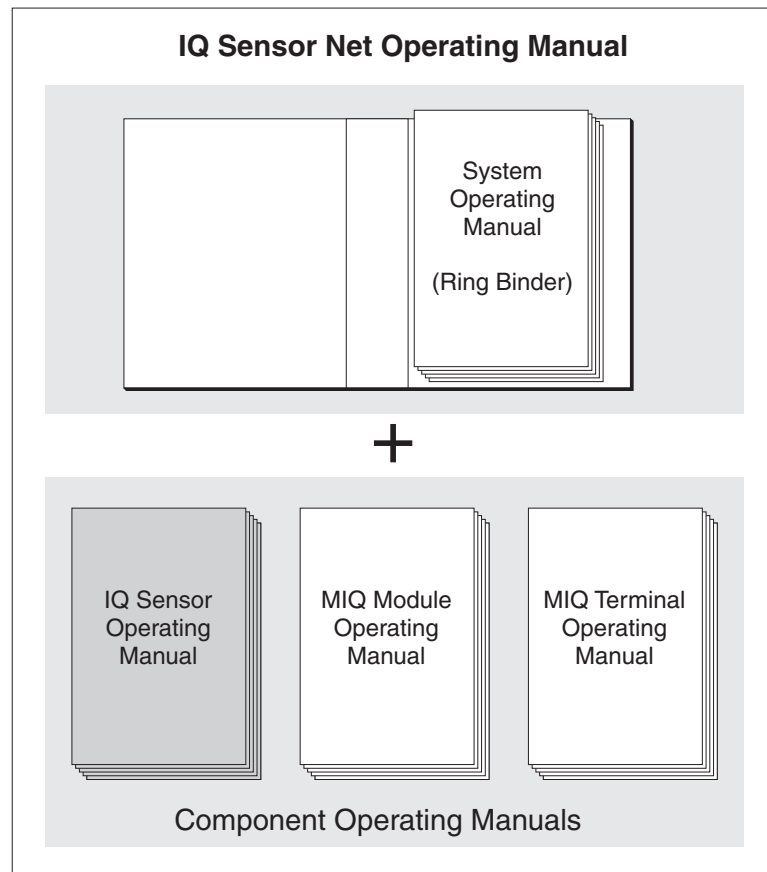 IQ Sensor Net Operating Manual
System
Operating
Manual
(Ring Binder)
+
IQ Sensor
Operating
Manual
MIQ Module
Operating
Manual
MIQ Terminal
Operating
Manual
Component Operating Manuals